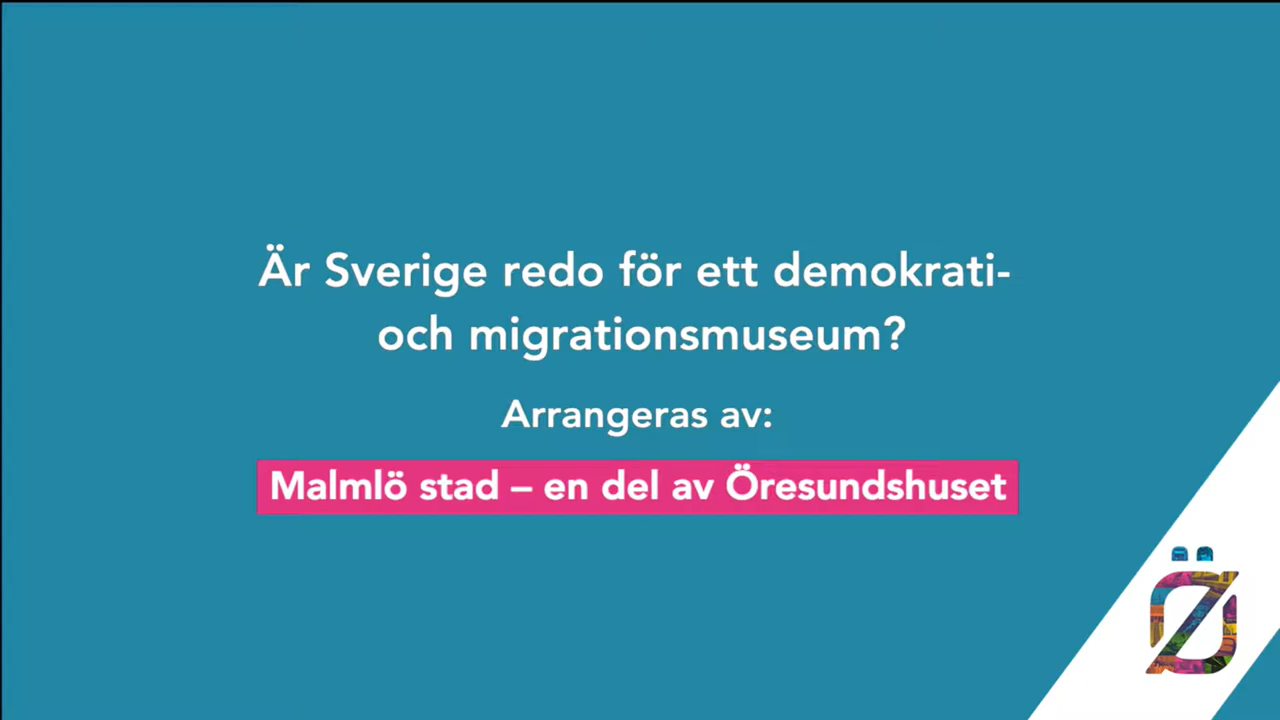 Är Sverige redo för ett demokrati-
och migrationsmuseum?
Arrangeras av:
Malmlö stad – en del av Öresundshuset